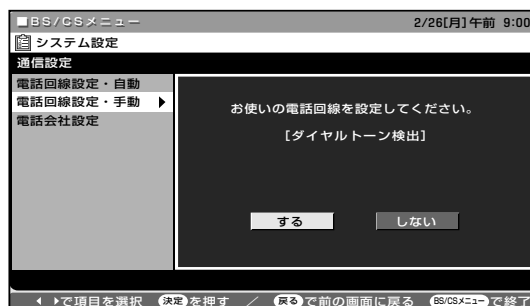 ■BS/CSメニュー 2/26[月]午前 9:00
システム設定
通信設定
電話回線設定・自動
電話回線設定・手動
電話会社設定
お使いの電話回線を設定してください。
[ダイヤルトーン検出]
する しない
で項目を選択 決定を押す / 戻るで前の画面に戻る BS/CSメニューで終了